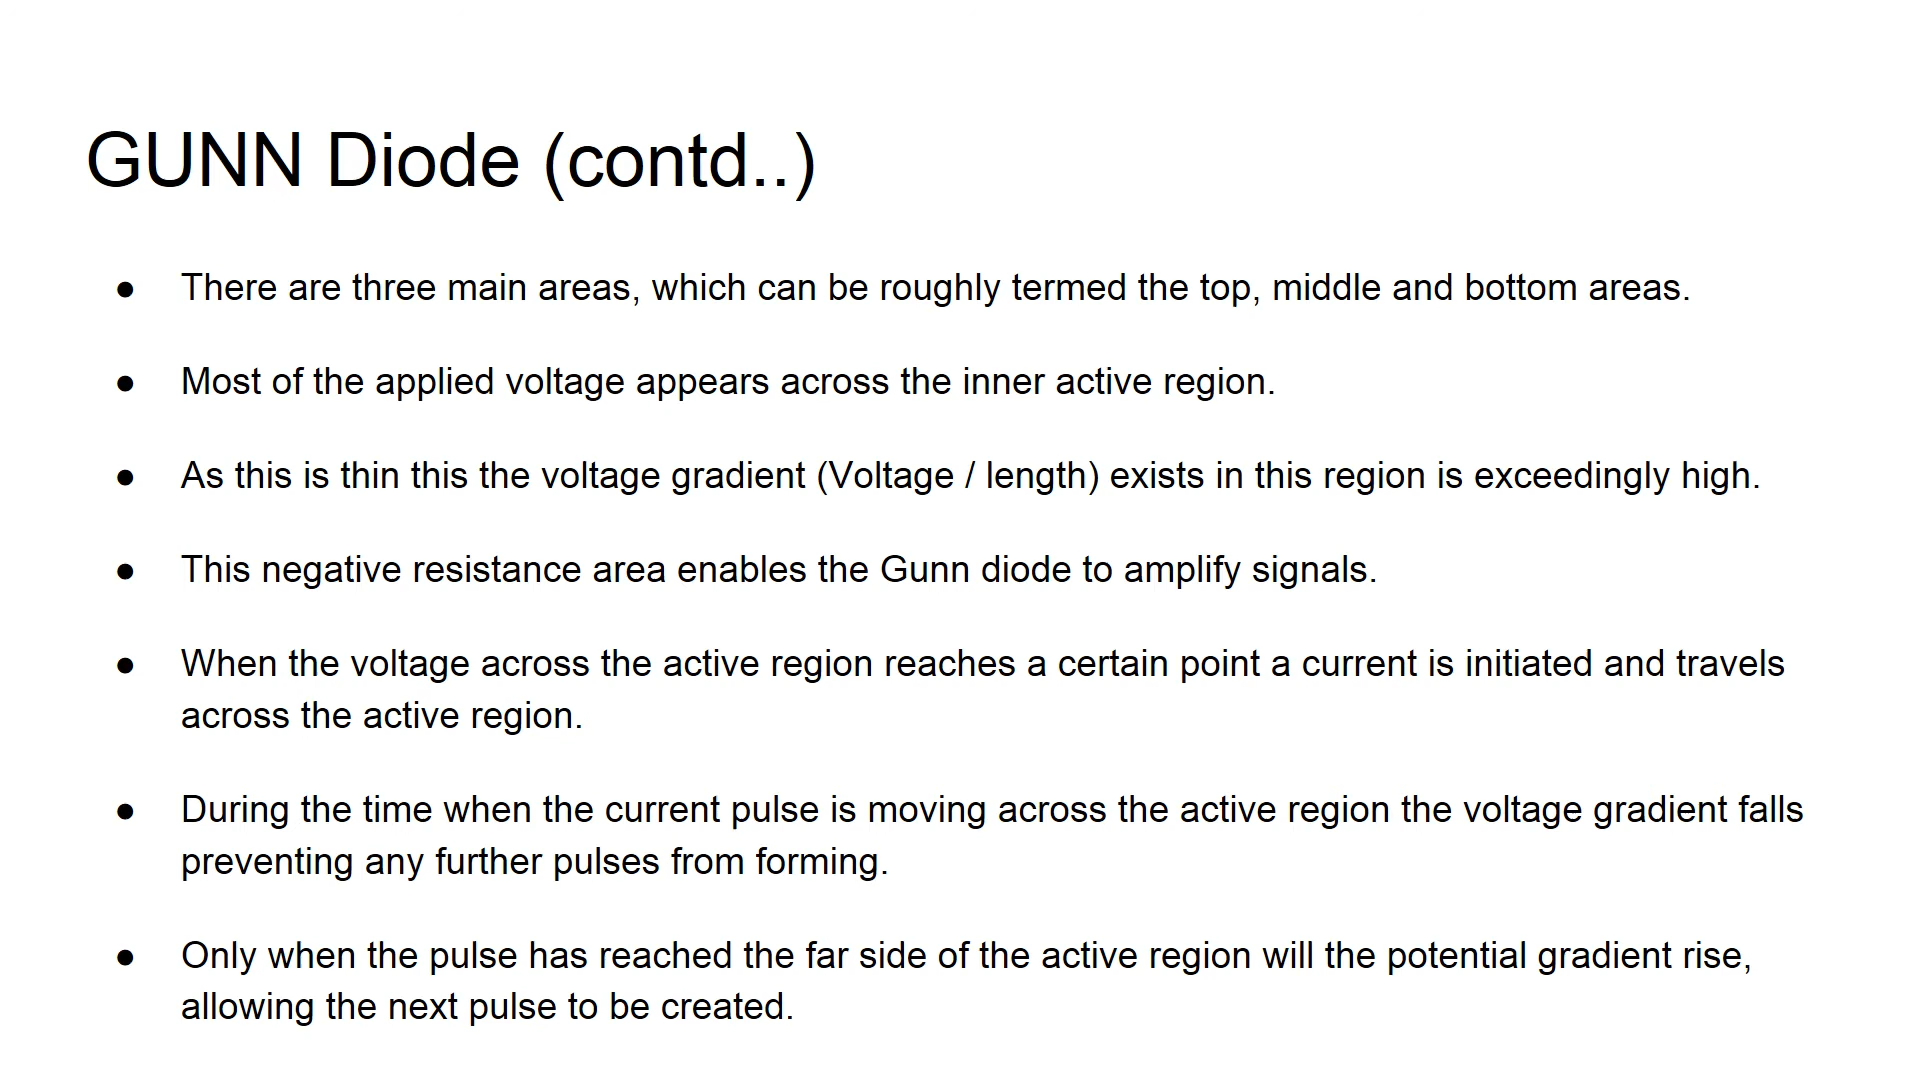 GUNN Diode (contd..)
● There are three main areas, which can be roughly termed the top, middle and bottom areas.
● Most of the applied voltage appears across the inner active region.
● As this is thin this the voltage gradient (Voltage / length) exists in this region is exceedingly high.
● This negative resistance area enables the Gunn diode to amplify signals.
● When the voltage across the active region reaches a certain point a current is initiated and travels
across the active region.
● During the time when the current pulse is moving across the active region the voltage gradient falls
preventing any further pulses from forming.
● Only when the pulse has reached the far side of the active region will the potential gradient rise,
allowing the next pulse to be created.